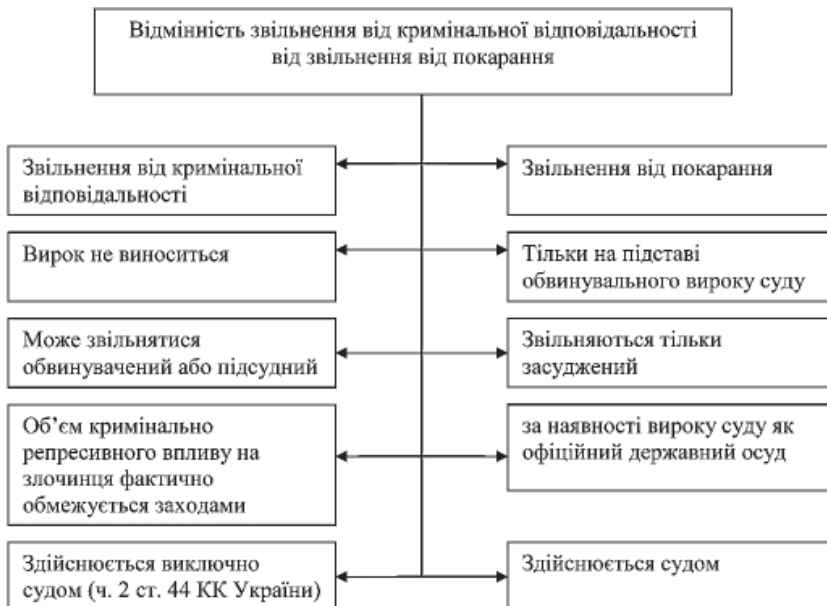 Відмінність звільнення від кримінальної відповідальності
від звільнення від покарання
Звільнення від кримінальної
відповідальності
Звільнення від покарання
Вирок не виноситься
Тільки на підставі
обвинувального вироку суду
Може звільнятися
обвинувачений або підсудний
Звільняються тільки
засуджений
Об’єм кримінально
репресивного впливу на
злочинця фактично
обмежується заходами
за наявності вироку суду як
офіційний державний осуд
Здійснюється виключно
судом (ч. 2 ст. 44 КК України)
Здійснюється судом